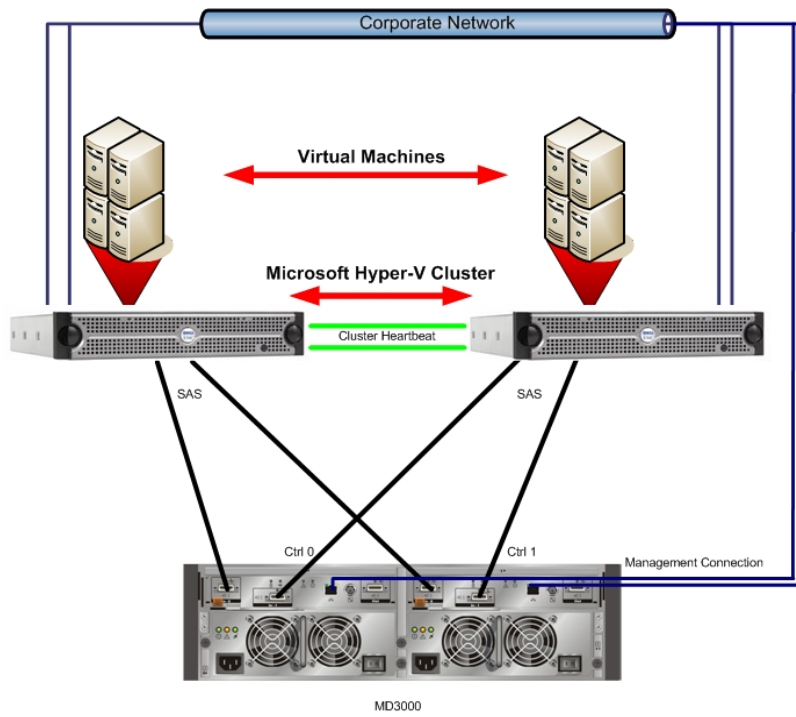 Corporate Network
Virtual Machines
Microsoft Hyper-V Cluster
Cluster Heartbeat
SAS
SAS
Ctrl 0
Ctrl 1
Management Connection
MD3000